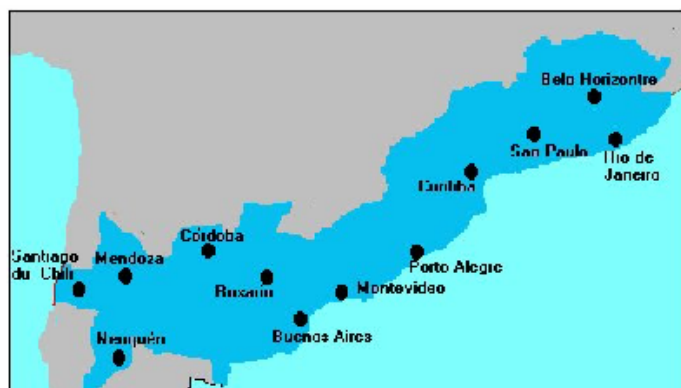 Belo Horizontre
Sao Paulo
Rio de
Janeiro
Curitiba
Córdoba
Santiago
du Chili
Mendoza
Porto Alegre
Rosario
Montevideo
Buenos Aires
Neuquén